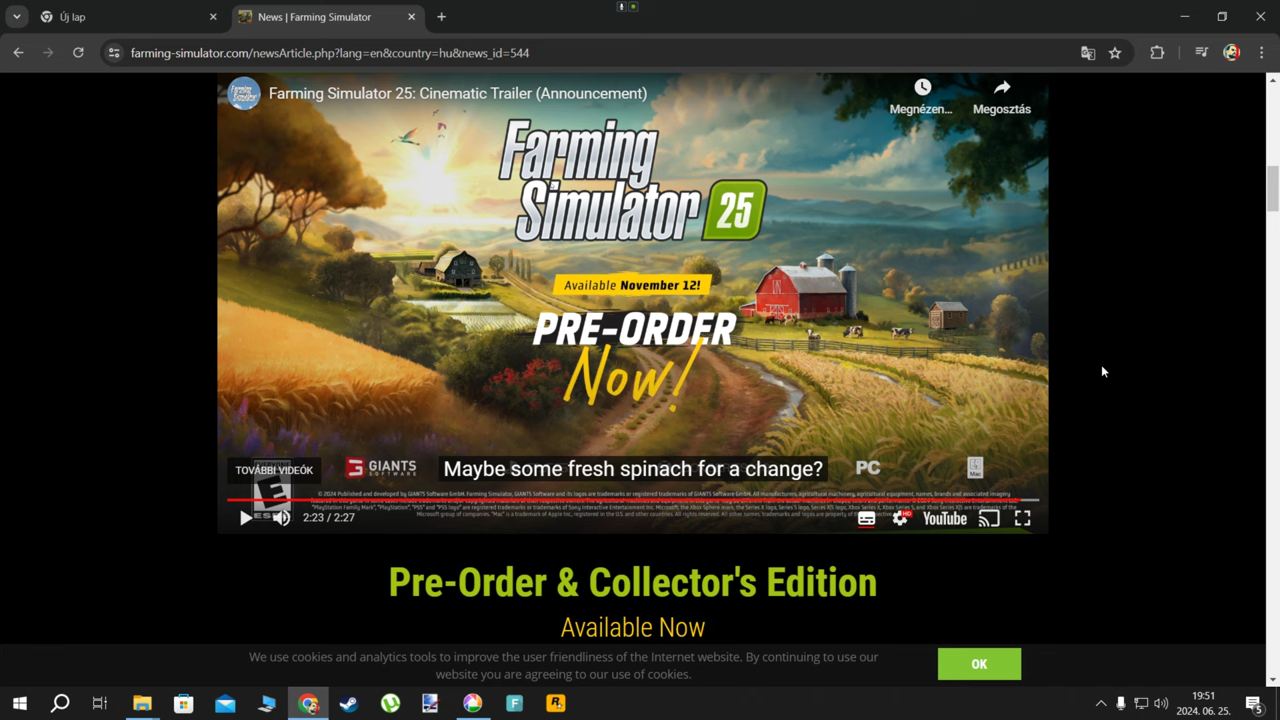 Új lap
News | Farming Simulator
farming-simulator.com/newsArticle.php?lang=en&country=hu&news_id=544
Farming Simulator 25: Cinematic Trailer (Announcement)
Megnézen...
Megosztás
Farming
Simulator 25
Available November 12!
PRE-ORDER
Now!
TOVÁBBI VIDEÓK
GIANTS
SOFTWARE
Maybe some fresh spinach for a change?
PC
Mac
2:23 / 2:27
HD
YouTube
Pre-Order & Collector's Edition
Available Now
We use cookies and analytics tools to improve the user friendliness of the Internet website. By continuing to use our
website you are agreeing to our use of cookies.
OK
F
R
19:51
2024. 06. 25.
5